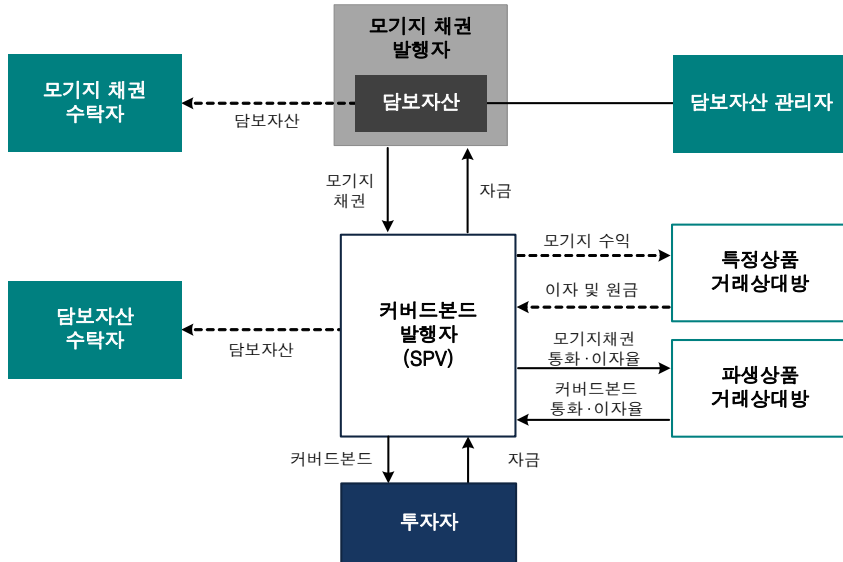 모기지 채권
발행자
담보자산
모기지 채권
수탁자
담보자산
담보자산 관리자
모기지
채권
자금
커버드본드
발행자
(SPV)
모기지 수익
이자 및 원금
특정상품
거래상대방
담보자산
수탁자
담보자산
모기지채권
통화·이자율
커버드본드
통화·이자율
파생상품
거래상대방
커버드본드
자금
투자자